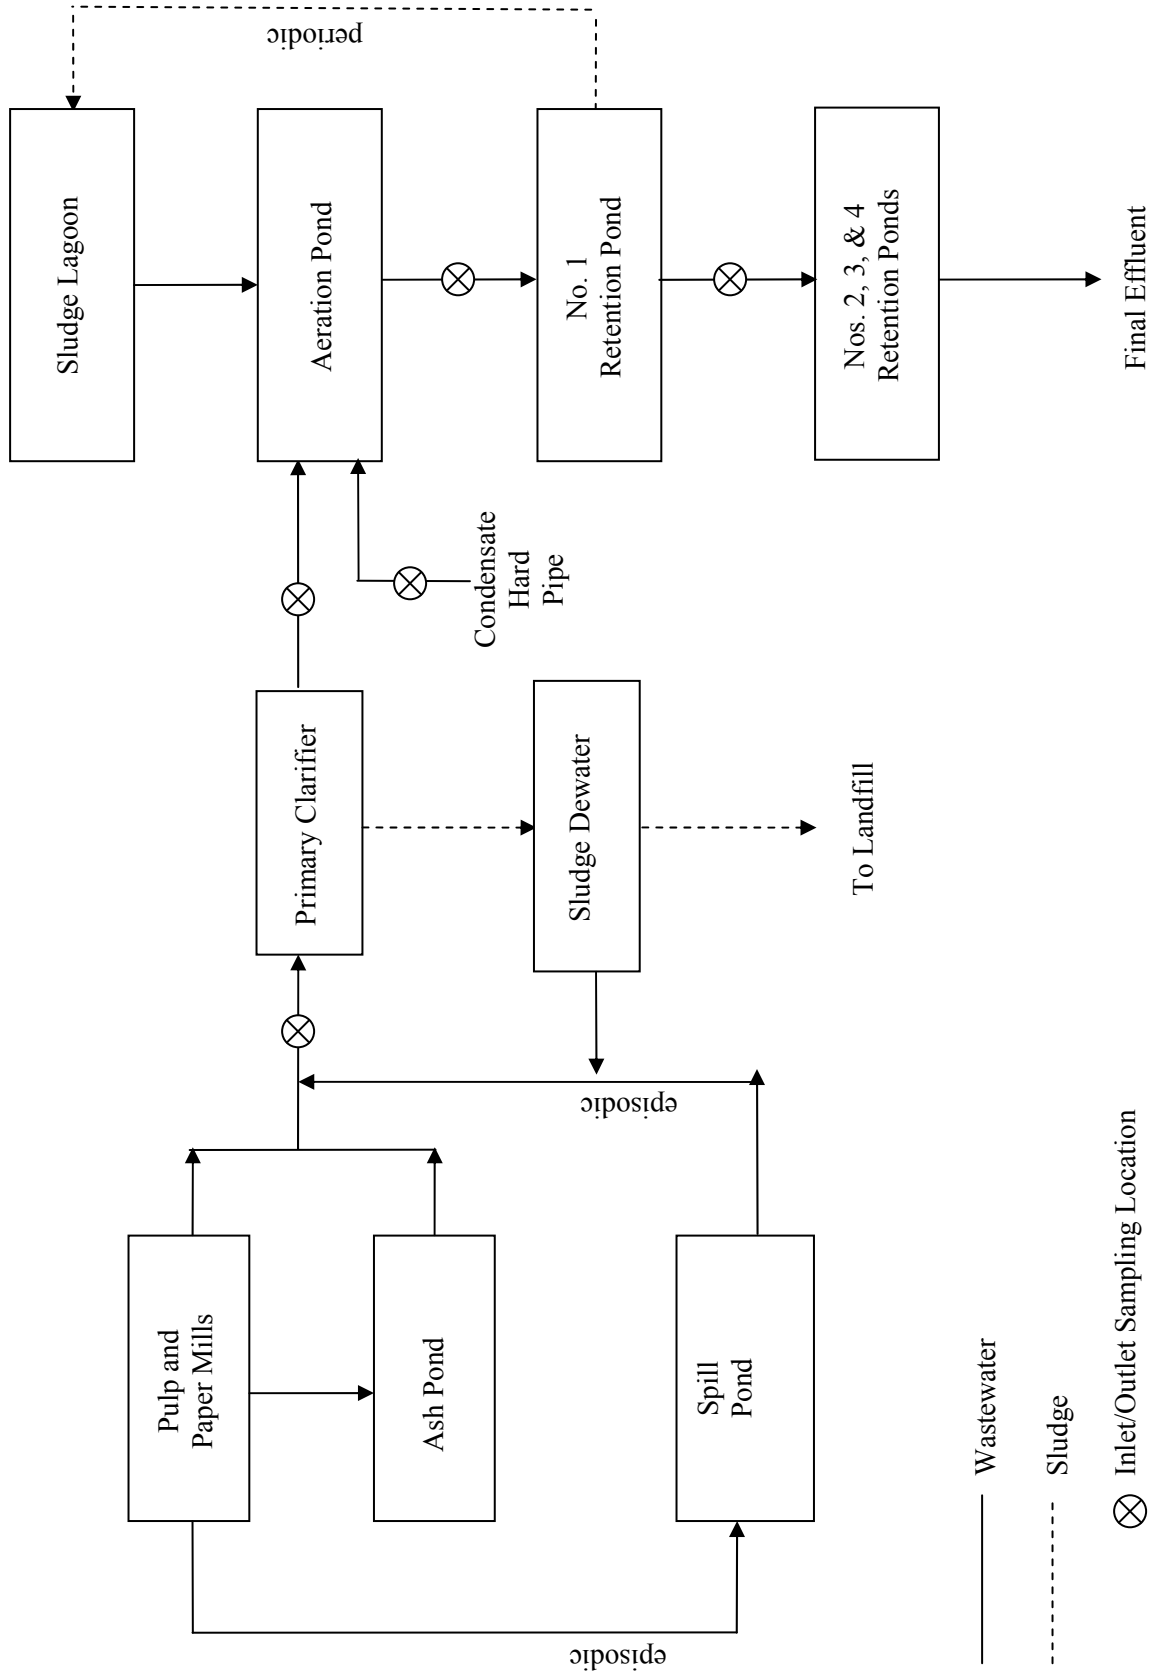 Pulp and
Paper Mills
Ash Pond
Spill
Pond
episodic
episodic
Primary Clarifier
Sludge Dewater
To Landfill
Condensate
Hard
Pipe
Sludge Lagoon
Aeration Pond
No. 1
Retention Pond
Nos. 2, 3, & 4
Retention Ponds
Final Effluent
periodic
Wastewater
Sludge
Inlet/Outlet Sampling Location